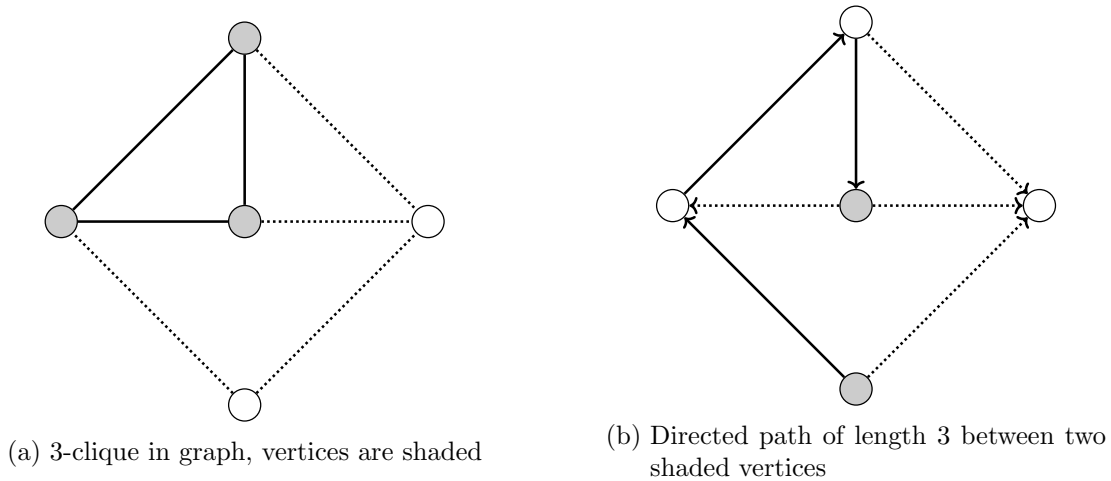 (a) 3-clique in graph, vertices are shaded
(b) Directed path of length 3 between two
shaded vertices